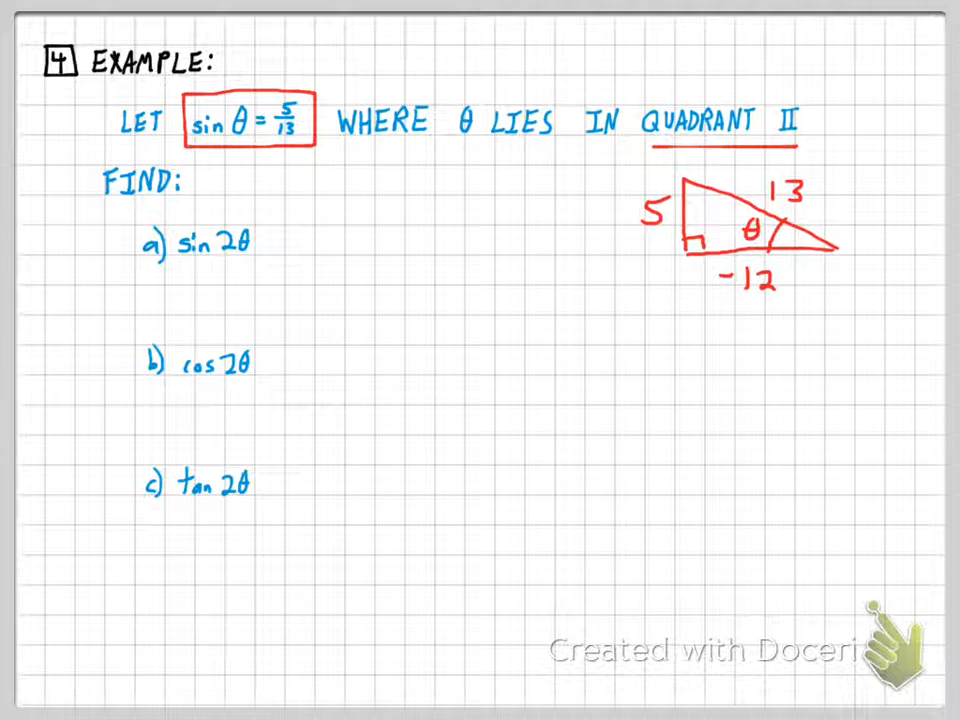 4 EXAMPLE:
LET sin θ = 5/13 WHERE θ LIES IN QUADRANT II
FIND:
5 13
θ
-12
a) sin 2θ
b) cos 2θ
c) tan 2θ
Created with Doceri